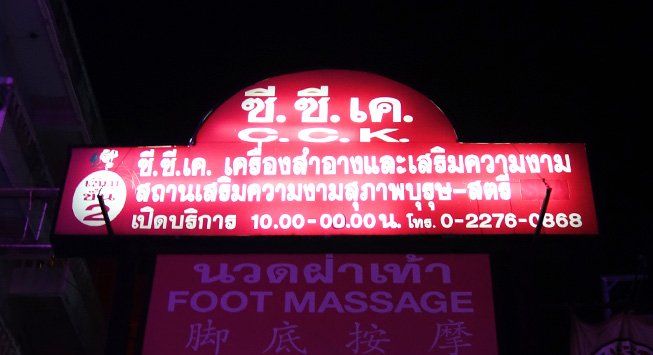 ซี.ซี.เค.
C.C.K.
ซี.ซี.เค. เครื่องสำอางและเสริมความงาม
สถานเสริมความงามสุภาพบุรุษ-สตรี
ชั้น
2
เปิดบริการ 10.00-00.00 น. โทร. 0-2276-0868
นวดฝ่าเท้า
FOOT MASSAGE
脚底按摩